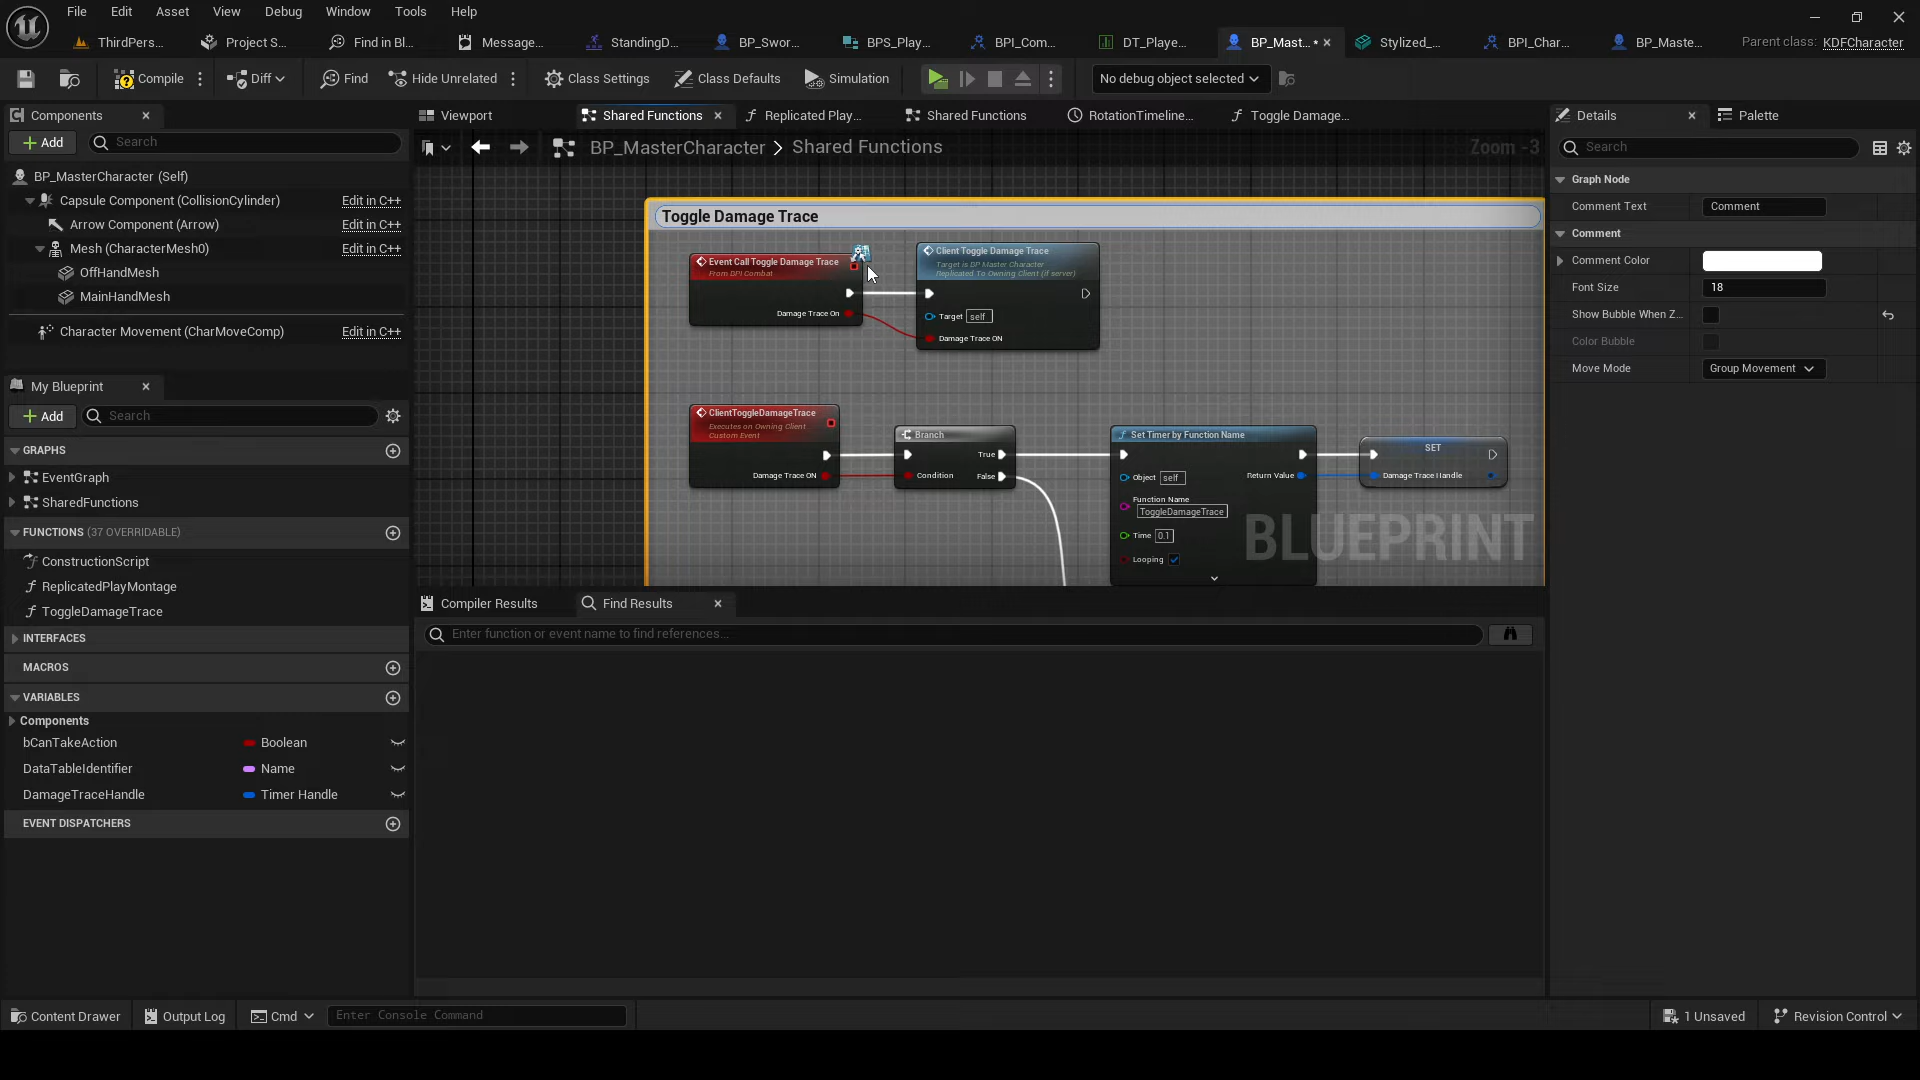 File Edit Asset View Debug Window Tools Help
ThirdPers... Project S... Find in Bl... Message... StandingD... BP_Swor... BPS_Play... BPI_Com... DT_Playe... BP_Mast... * Stylized_... BPI_Char... BP_Maste... Parent class: KDFCharacter
Compile Diff Find Hide Unrelated Class Settings Class Defaults Simulation No debug object selected
Components
Add Search
BP_MasterCharacter (Self)
Capsule Component (CollisionCylinder) Edit in C++
Arrow Component (Arrow) Edit in C++
Mesh (CharacterMesh0) Edit in C++
OffHandMesh
MainHandMesh
Character Movement (CharMoveComp) Edit in C++
My Blueprint
Add Search
GRAPHS
EventGraph
SharedFunctions
FUNCTIONS (37 OVERRIDABLE)
ConstructionScript
ReplicatedPlayMontage
ToggleDamageTrace
INTERFACES
MACROS
VARIABLES
Components
bCanTakeAction Boolean
DataTableIdentifier Name
DamageTraceHandle Timer Handle
EVENT DISPATCHERS
Viewport Shared Functions Replicated Play... Shared Functions RotationTimeline... Toggle Damage...
BP_MasterCharacter > Shared Functions Zoom -3
Toggle Damage Trace
Event Call Toggle Damage Trace
From BPI Combat
Damage Trace On
Client Toggle Damage Trace
Target is BP Master Character
Replicated To Owning Client (if server)
Target self
Damage Trace ON
ClientToggleDamageTrace
Executes on Owning Client
Custom Event
Damage Trace ON
Branch
True
Condition False
Set Timer by Function Name
Object self Return Value
Function Name
ToggleDamageTrace
Time 0.1
Looping
SET
Damage Trace Handle
BLUEPRINT
Compiler Results Find Results
Enter function or event name to find references...
Details Palette
Search
Graph Node
Comment Text Comment
Comment
Comment Color
Font Size 18
Show Bubble When Z...
Color Bubble
Move Mode Group Movement
Content Drawer Output Log Cmd Enter Console Command 1 Unsaved Revision Control